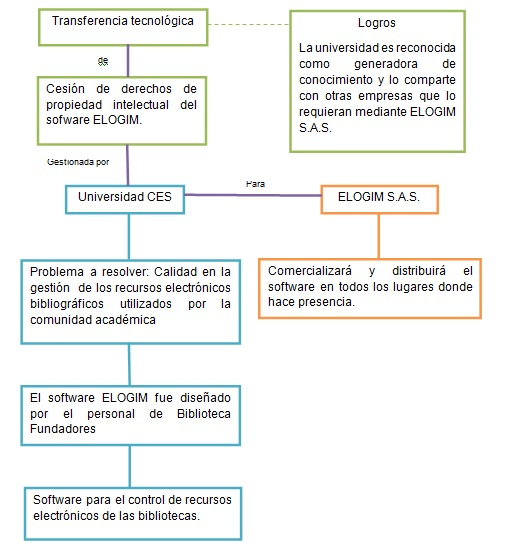 Transferencia tecnológica
Logros
La universidad es reconocida
como generadora de
conocimiento y lo comparte
con otras empresas que lo
requieran mediante ELOGIM
S.A.S.
de
Cesión de derechos de
propiedad intelectual del
sofware ELOGIM.
Gestionada por
Universidad CES
Para
ELOGIM S.A.S.
Problema a resolver: Calidad en la
gestión de los recursos electrónicos
bibliográficos utilizados por la
comunidad académica
Comercializará y distribuirá el
software en todos los lugares donde
hace presencia.
El software ELOGIM fue diseñado
por el personal de Biblioteca
Fundadores
Software para el control de recursos
electrónicos de las bibliotecas.